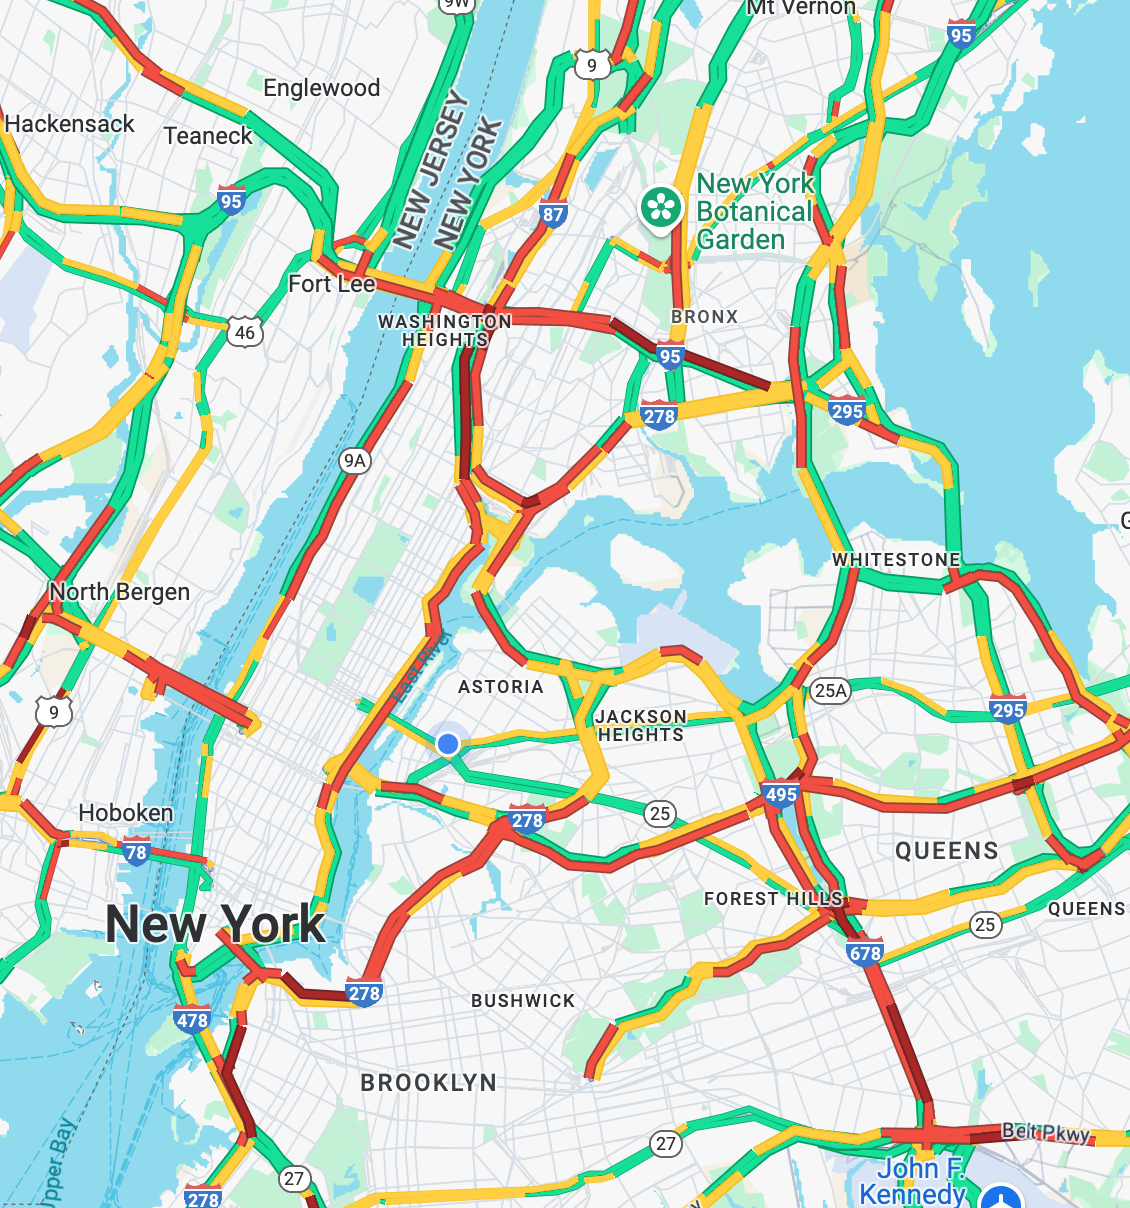 9W
Mt Vernon
95
9
Englewood
Hackensack
Teaneck
NEW JERSEY
NEW YORK
95
87
New York
Botanical
Garden
Fort Lee
46
WASHINGTON
HEIGHTS
BRONX
95
278
295
9A
WHITESTONE
North Bergen
East River
ASTORIA
25A
9
JACKSON
HEIGHTS
295
495
Hoboken
278
25
78
QUEENS
FOREST HILLS
QUEENS
New York
25
678
278
BUSHWICK
478
BROOKLYN
Upper Bay
27
Belt Pkwy
27
278
John F.
Kennedy